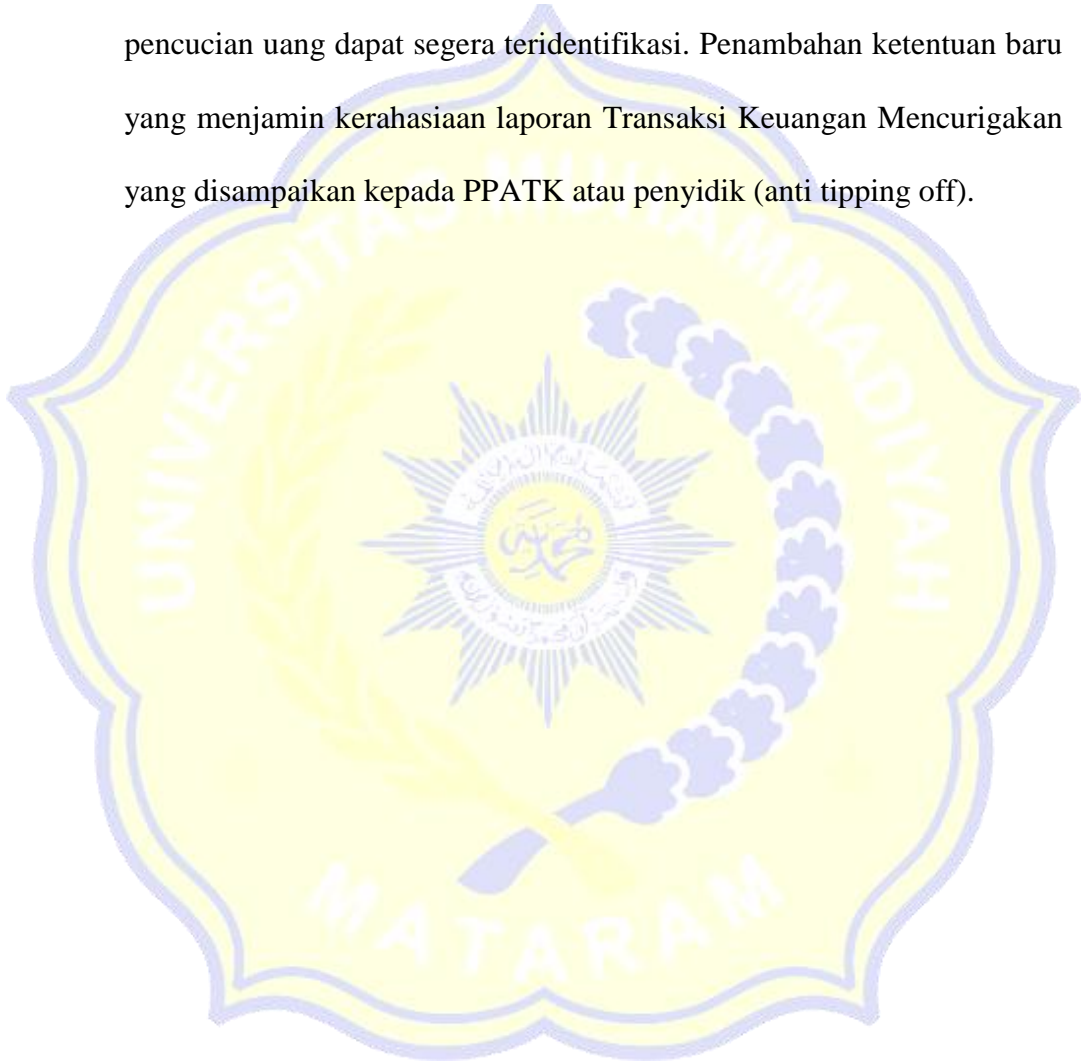 pencucian uang dapat segera teridentifikasi. Penambahan ketentuan baru
yang menjamin kerahasiaan laporan Transaksi Keuangan Mencurigakan
yang disampaikan kepada PPATK atau penyidik (anti tipping off).
UNIVERSITAS MUHAMMADIYAH
MATARAM